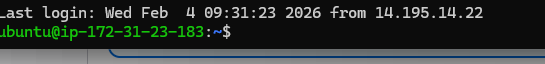 Last login: Wed Feb  4 09:31:23 2026 from 14.195.14.22
ubuntu@ip-172-31-23-183:~$